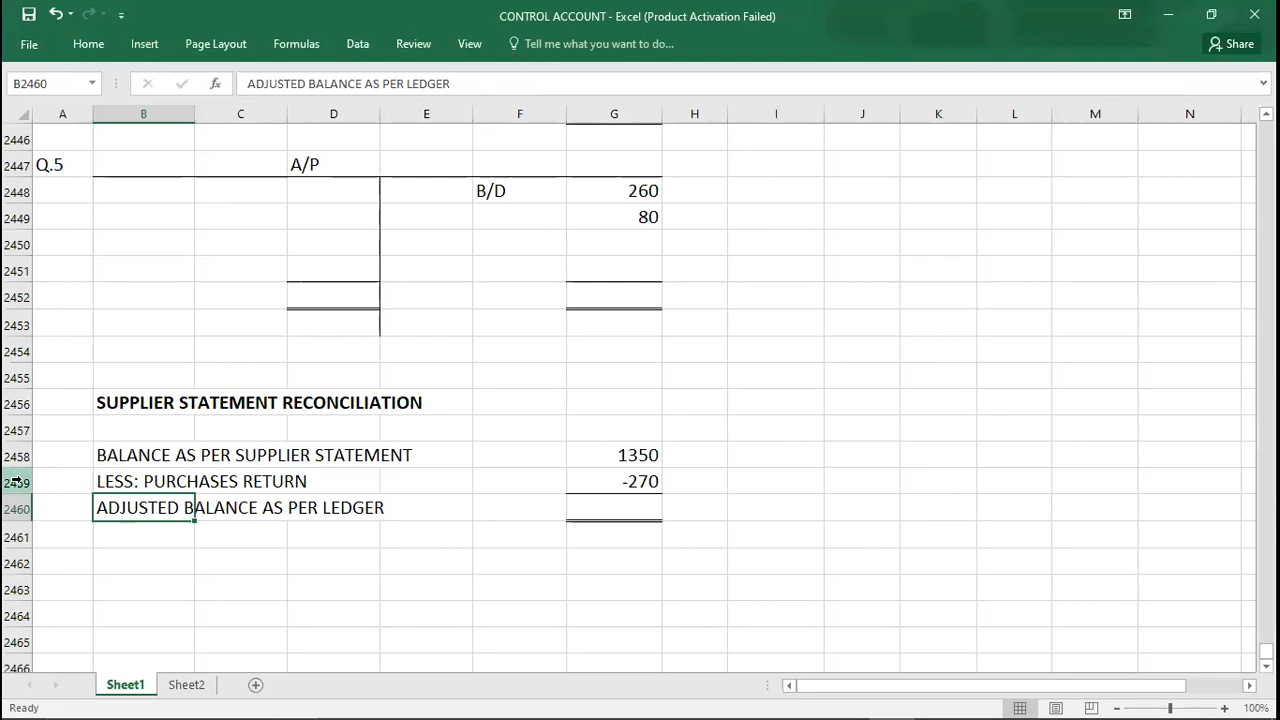 CONTROL ACCOUNT - Excel (Product Activation Failed)
File Home Insert Page Layout Formulas Data Review View Tell me what you want to do... Share
B2460 fx ADJUSTED BALANCE AS PER LEDGER
A B C D E F G H I J K L M N
2446
2447 Q.5 A/P
2448 B/D 260
2449 80
2450
2451
2452
2453
2454
2455
2456 SUPPLIER STATEMENT RECONCILIATION
2457
2458 BALANCE AS PER SUPPLIER STATEMENT 1350
2459 LESS: PURCHASES RETURN -270
2460 ADJUSTED BALANCE AS PER LEDGER
2461
2462
2463
2464
2465
2466
Sheet1 Sheet2
Ready 100%